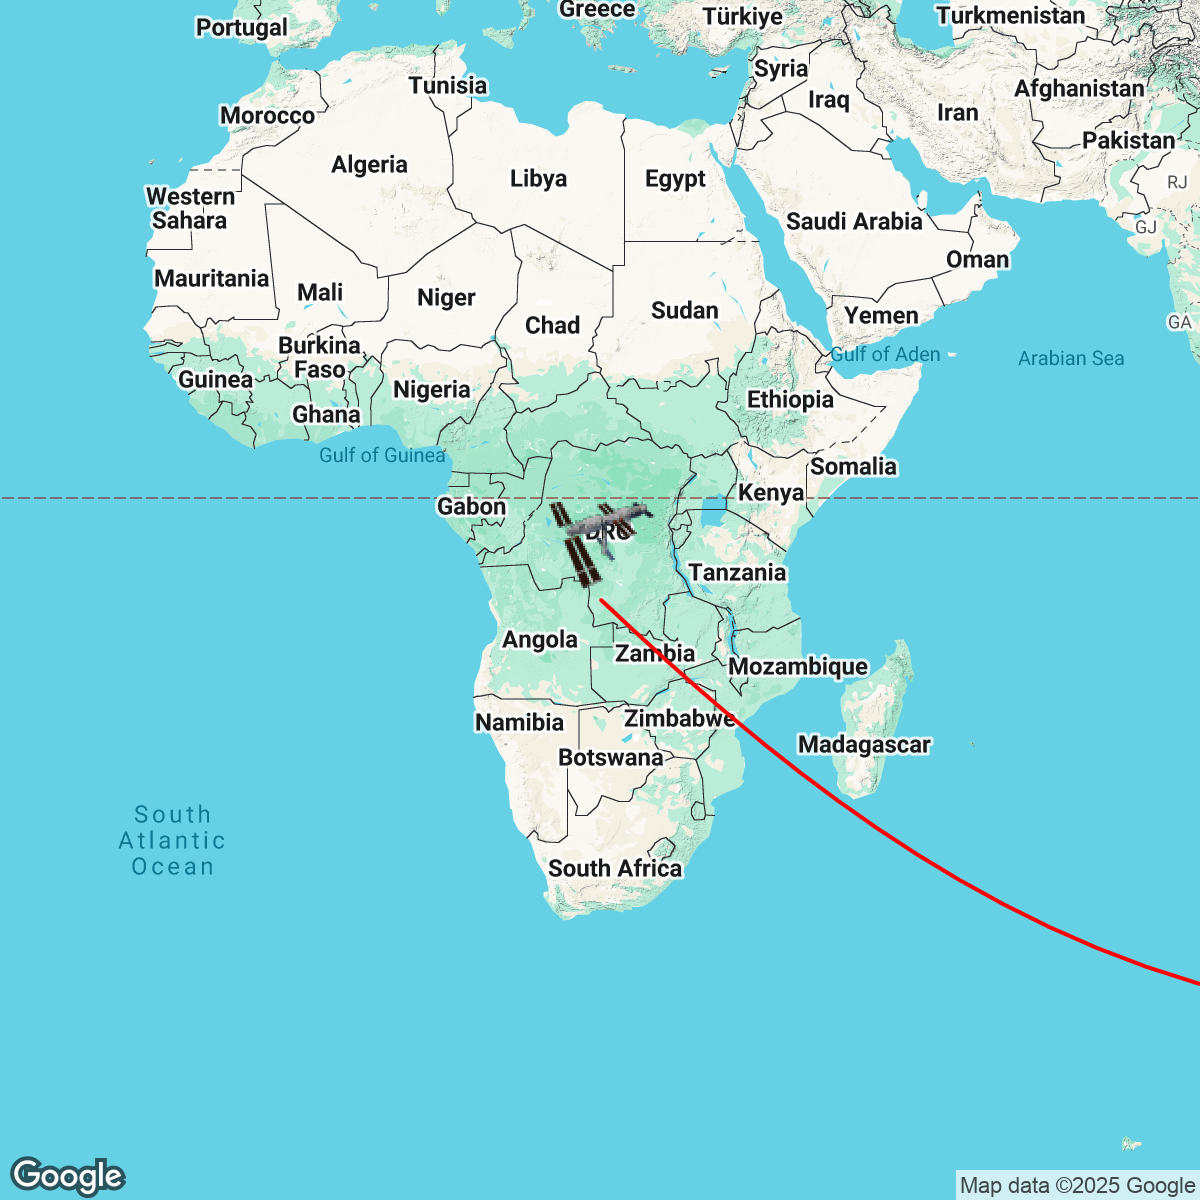 Portugal
Greece
Türkiye
Turkmenistan
Syria
Afghanistan
Tunisia
Iraq
Iran
Morocco
Pakistan
Algeria
Libya
Egypt
RJ
Western
Sahara
Saudi Arabia
GJ
Oman
Mauritania
Mali
Niger
Chad
Sudan
Yemen
GA
Burkina
Faso
Gulf of Aden
Arabian Sea
Guinea
Nigeria
Ethiopia
Ghana
Gulf of Guinea
Somalia
Kenya
Gabon
DRC
Tanzania
Angola
Zambia
Mozambique
Namibia
Zimbabwe
Madagascar
Botswana
South
Atlantic
Ocean
South Africa
Google
Map data ©2025 Google